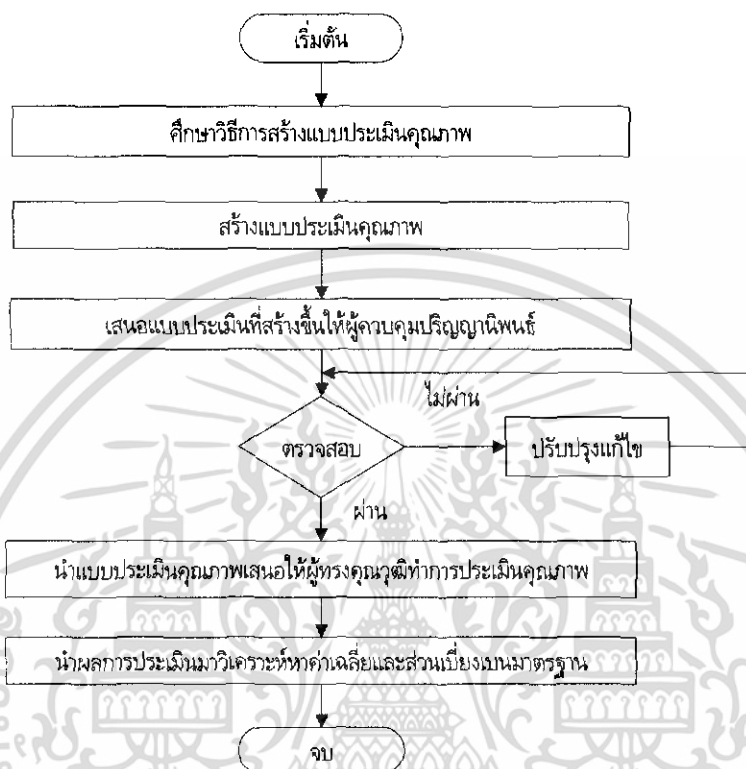 เริ่มต้น
ศึกษาวิธีการสร้างแบบประเมินคุณภาพ
สร้างแบบประเมินคุณภาพ
เสนอแบบประเมินที่สร้างขึ้นให้ผู้ควบคุมปริญญานิพนธ์
ไม่ผ่าน
ตรวจสอบ
ปรับปรุงแก้ไข
ผ่าน
นำแบบประเมินคุณภาพเสนอให้ผู้ทรงคุณวุฒิทำการประเมินคุณภาพ
นำผลการประเมินมาวิเคราะห์หาค่าเฉลี่ยและส่วนเบี่ยงเบนมาตรฐาน
จบ